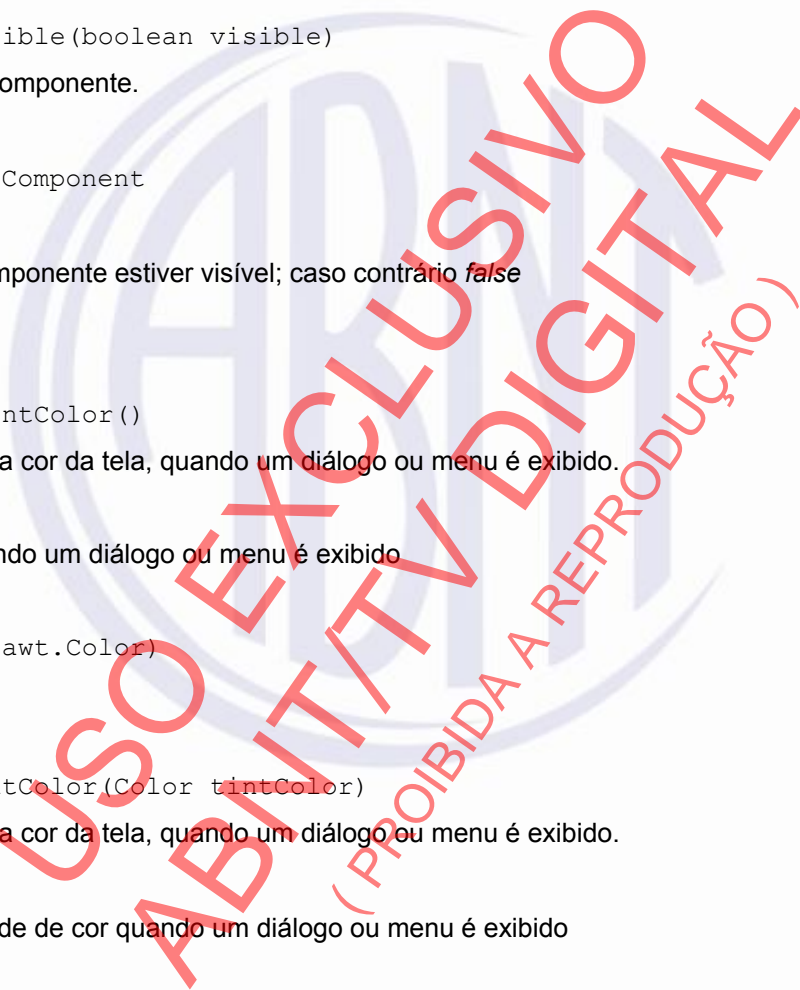 ible(boolean visible)
omponente.
Component
mponente estiver visível; caso contrário false
ntColor()
a cor da tela, quando um diálogo ou menu é exibido.
ndo um diálogo ou menu é exibido
awt.Color)
tColor(Color tintColor)
a cor da tela, quando um diálogo ou menu é exibido.
de de cor quando um diálogo ou menu é exibido
ABNT
USO EXCLUSIVO
ABNT/TV DIGITAL
( PROIBIDA A REPRODUÇÃO )